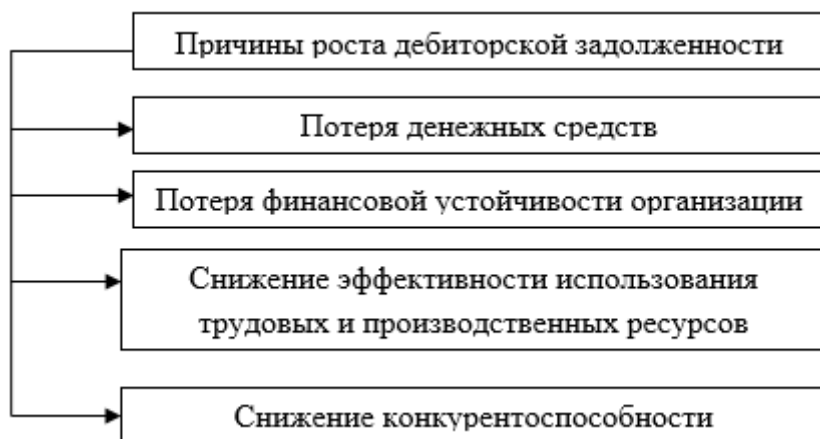 Причины роста дебиторской задолженности
Потеря денежных средств
Потеря финансовой устойчивости организации
Снижение эффективности использования
трудовых и производственных ресурсов
Снижение конкурентоспособности